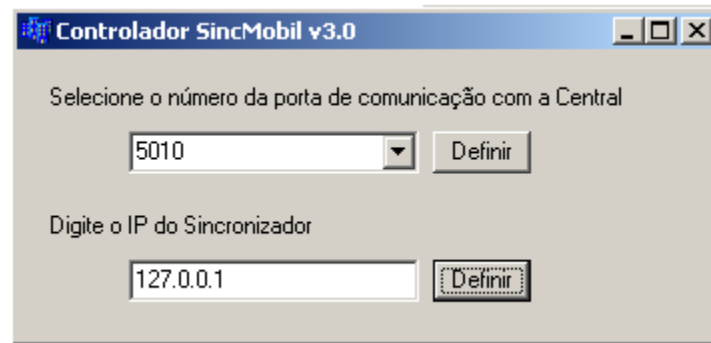 Controlador SincMobil v3.0
Selecione o número da porta de comunicação com a Central
5010
Definir
Digite o IP do Sincronizador
127.0.0.1
Definir